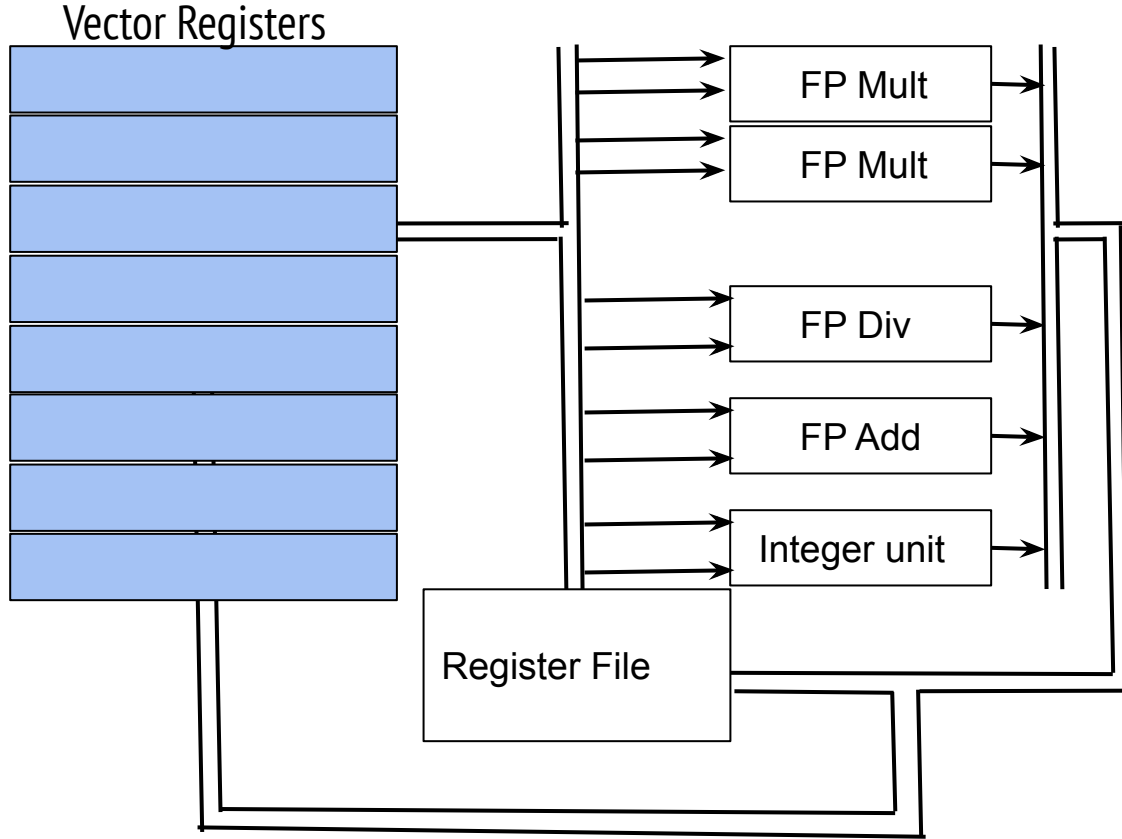 Vector Registers
FP Mult
FP Mult
FP Div
FP Add
Integer unit
Register File